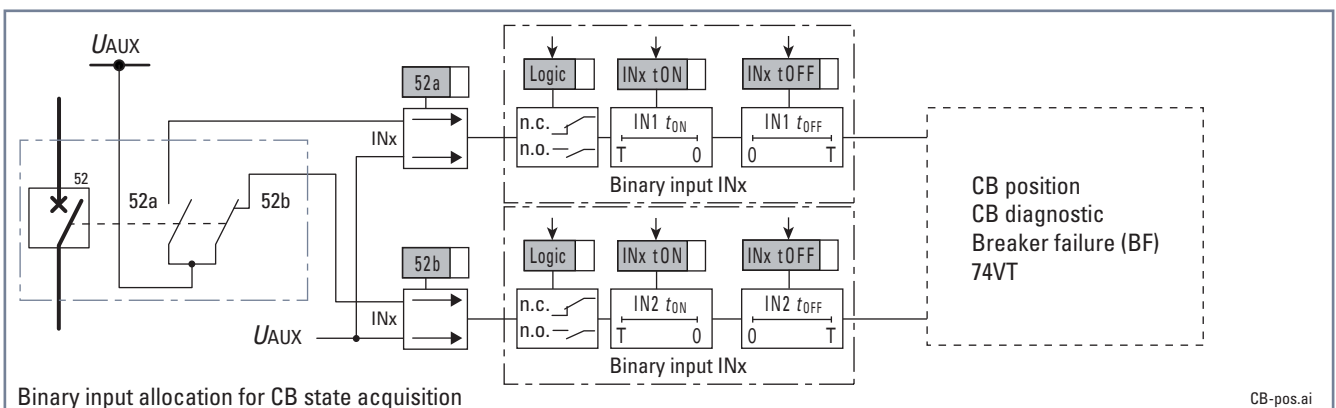 UAUX
52
52a
52b
UAUX
52a
INx
52b
INx
Logic
INx tON
INx tOFF
n.c.
n.o.
IN1 tON
T 0
IN1 tOFF
0 T
Binary input INx
Logic
INx tON
INx tOFF
n.c.
n.o.
IN2 tON
T 0
IN2 tOFF
0 T
Binary input INx
CB position
CB diagnostic
Breaker failure (BF)
74VT
Binary input allocation for CB state acquisition
CB-pos.ai